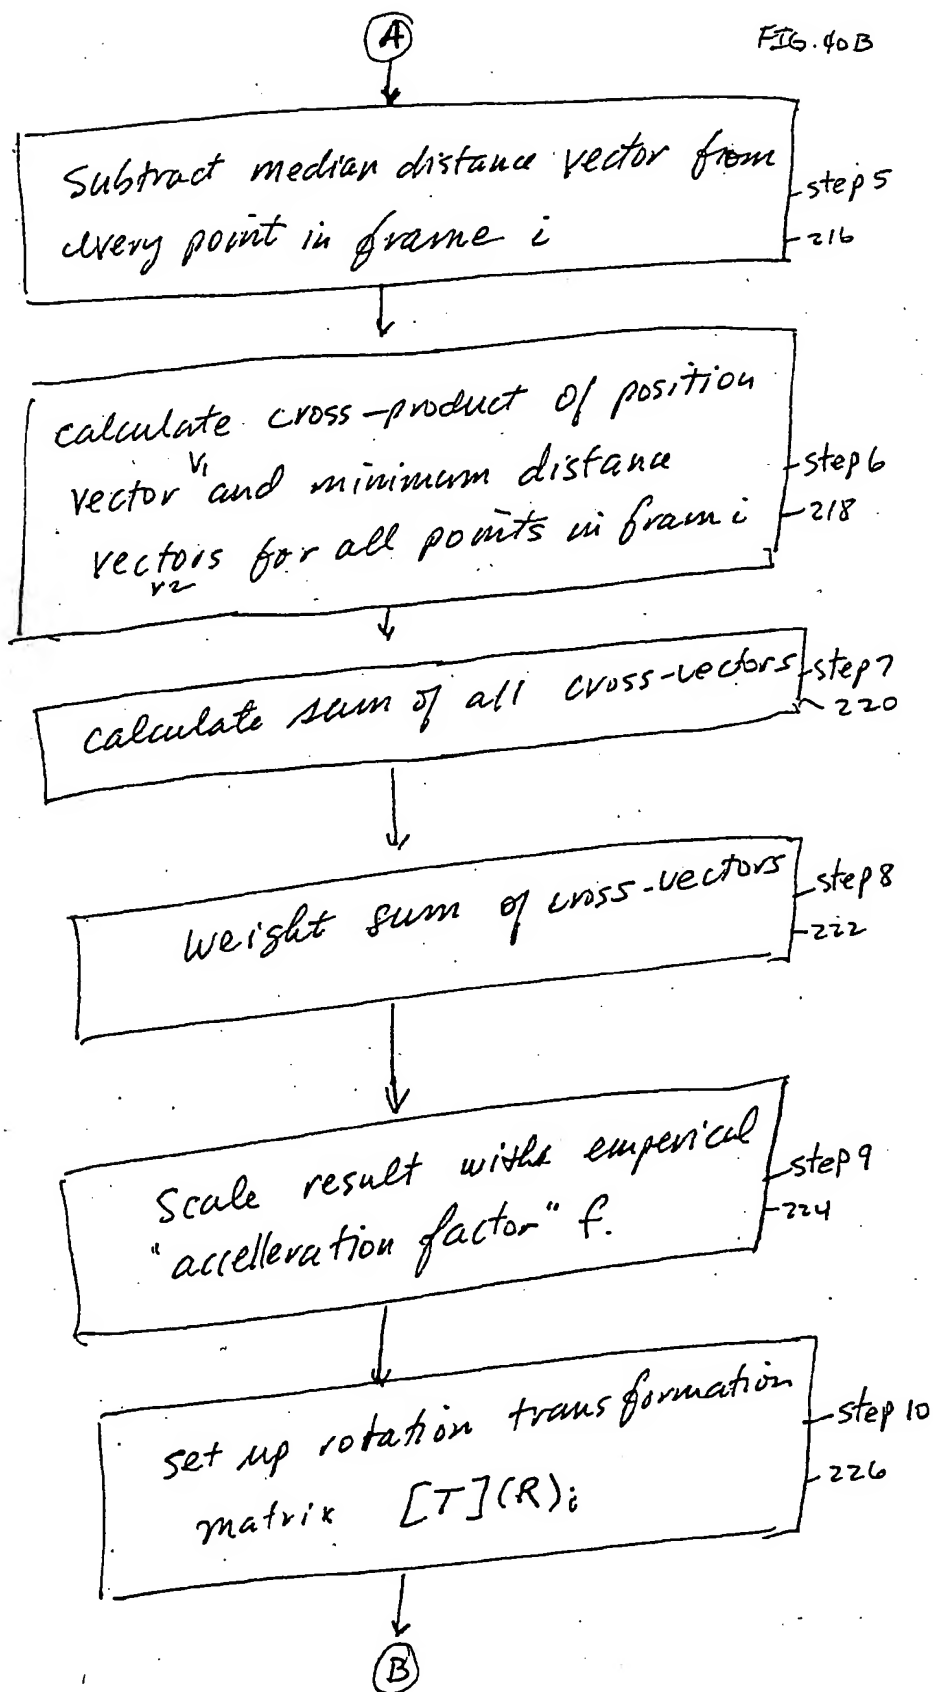 A
FIG. 40B
Subtract median distance vector from
every point in frame i
step 5
216
calculate cross-product of position
vector V1 and minimum distance
vectors v2 for all points in fram i
step 6
218
calculate sum of all cross-vectors
step 7
220
weight sum of cross-vectors
step 8
222
Scale result with emperical
"accelleration factor" f.
step 9
224
set up rotation transformation
matrix [T](R)i
step 10
226
B